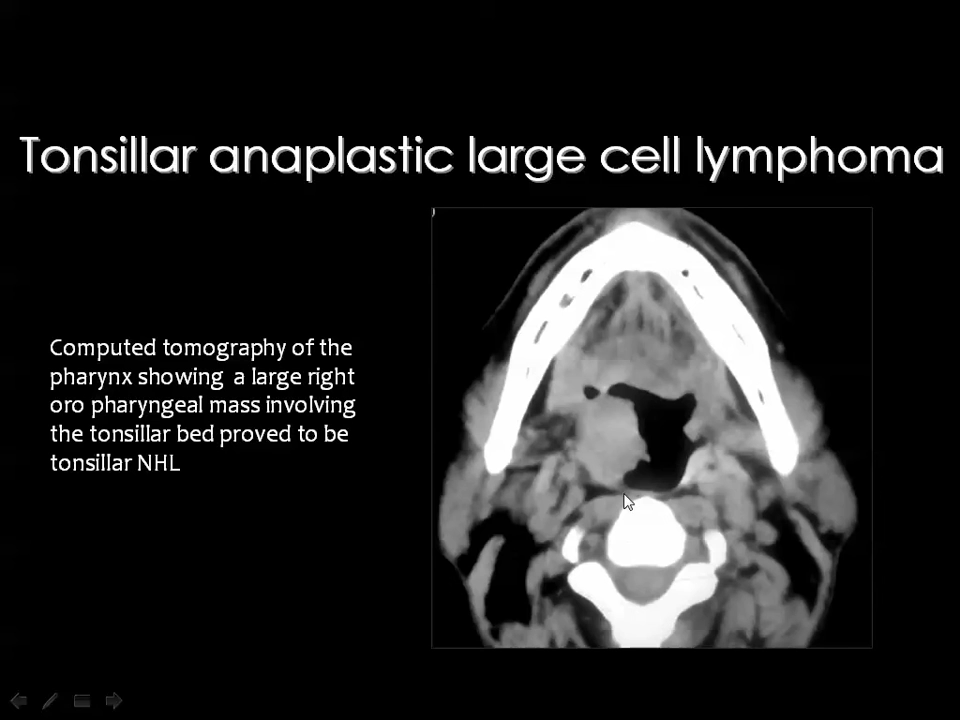 Tonsillar anaplastic large cell lymphoma
Computed tomography of the
pharynx showing a large right
oro pharyngeal mass involving
the tonsillar bed proved to be
tonsillar NHL